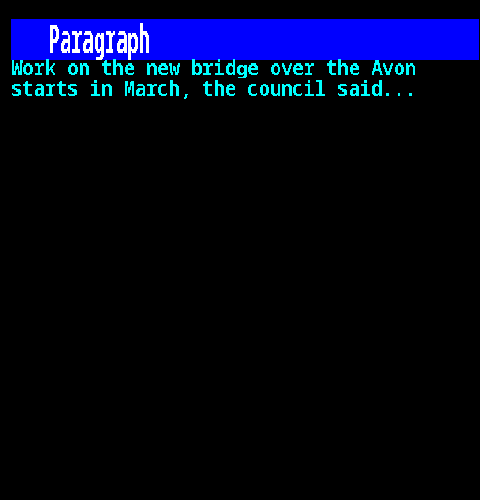 Paragraph
Work on the new bridge over the Avon
starts in March, the council said...